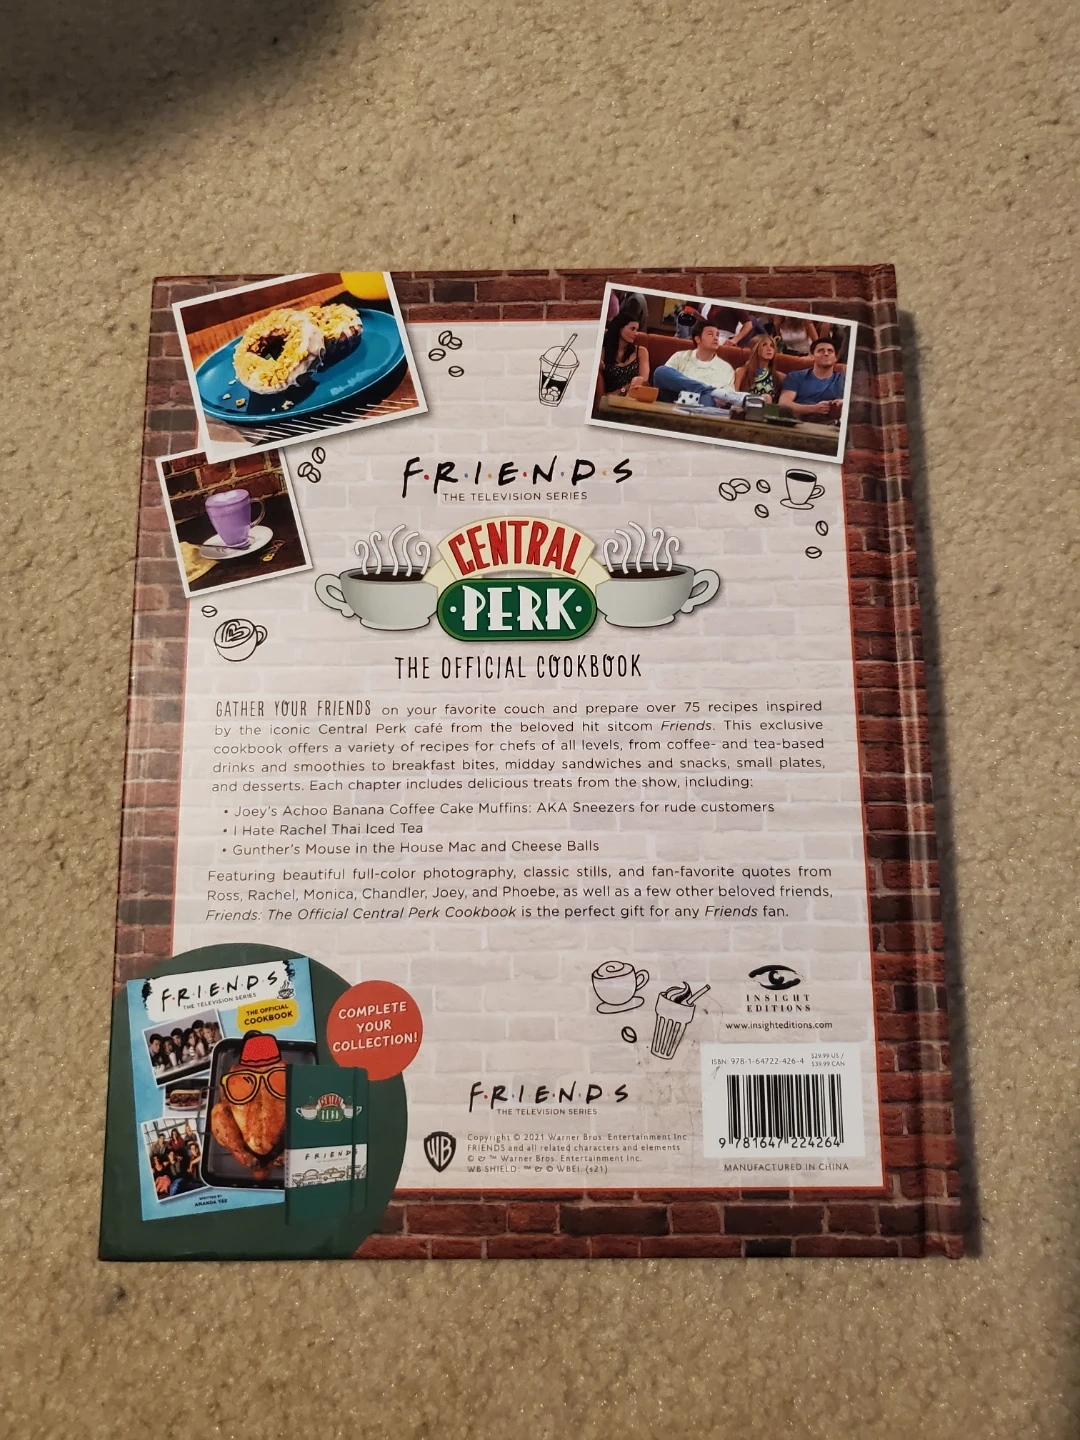 F·R·I·E·N·D·S
THE TELEVISION SERIES
CENTRAL
·PERK·
THE OFFICIAL COOKBOOK
GATHER YOUR FRIENDS on your favorite couch and prepare over 75 recipes inspired
by the iconic Central Perk café from the beloved hit sitcom Friends. This exclusive
cookbook offers a variety of recipes for chefs of all levels, from coffee- and tea-based
drinks and smoothies to breakfast bites, midday sandwiches and snacks, small plates,
and desserts. Each chapter includes delicious treats from the show, including:
• Joey's Achoo Banana Coffee Cake Muffins: AKA Sneezers for rude customers
• I Hate Rachel Thai Iced Tea
• Gunther's Mouse in the House Mac and Cheese Balls
Featuring beautiful full-color photography, classic stills, and fan-favorite quotes from
Ross, Rachel, Monica, Chandler, Joey, and Phoebe, as well as a few other beloved friends,
Friends: The Official Central Perk Cookbook is the perfect gift for any Friends fan.
F·R·I·E·N·D·S
THE TELEVISION SERIES
THE OFFICIAL
COOKBOOK
WRITTEN BY
AMANDA YEE
CENTRAL
PERK
FRIENDS
COMPLETE
YOUR
COLLECTION!
INSIGHT
EDITIONS
www.insighteditions.com
F·R·I·E·N·D·S
THE TELEVISION SERIES
WB
Copyright © 2021 Warner Bros. Entertainment Inc.
FRIENDS and all related characters and elements
© & ™ Warner Bros. Entertainment Inc.
WB SHIELD: ™ & © WBEI. (s21)
ISBN: 978-1-64722-426-4
$29.99 US /
$39.99 CAN
9 781647 224264
MANUFACTURED IN CHINA